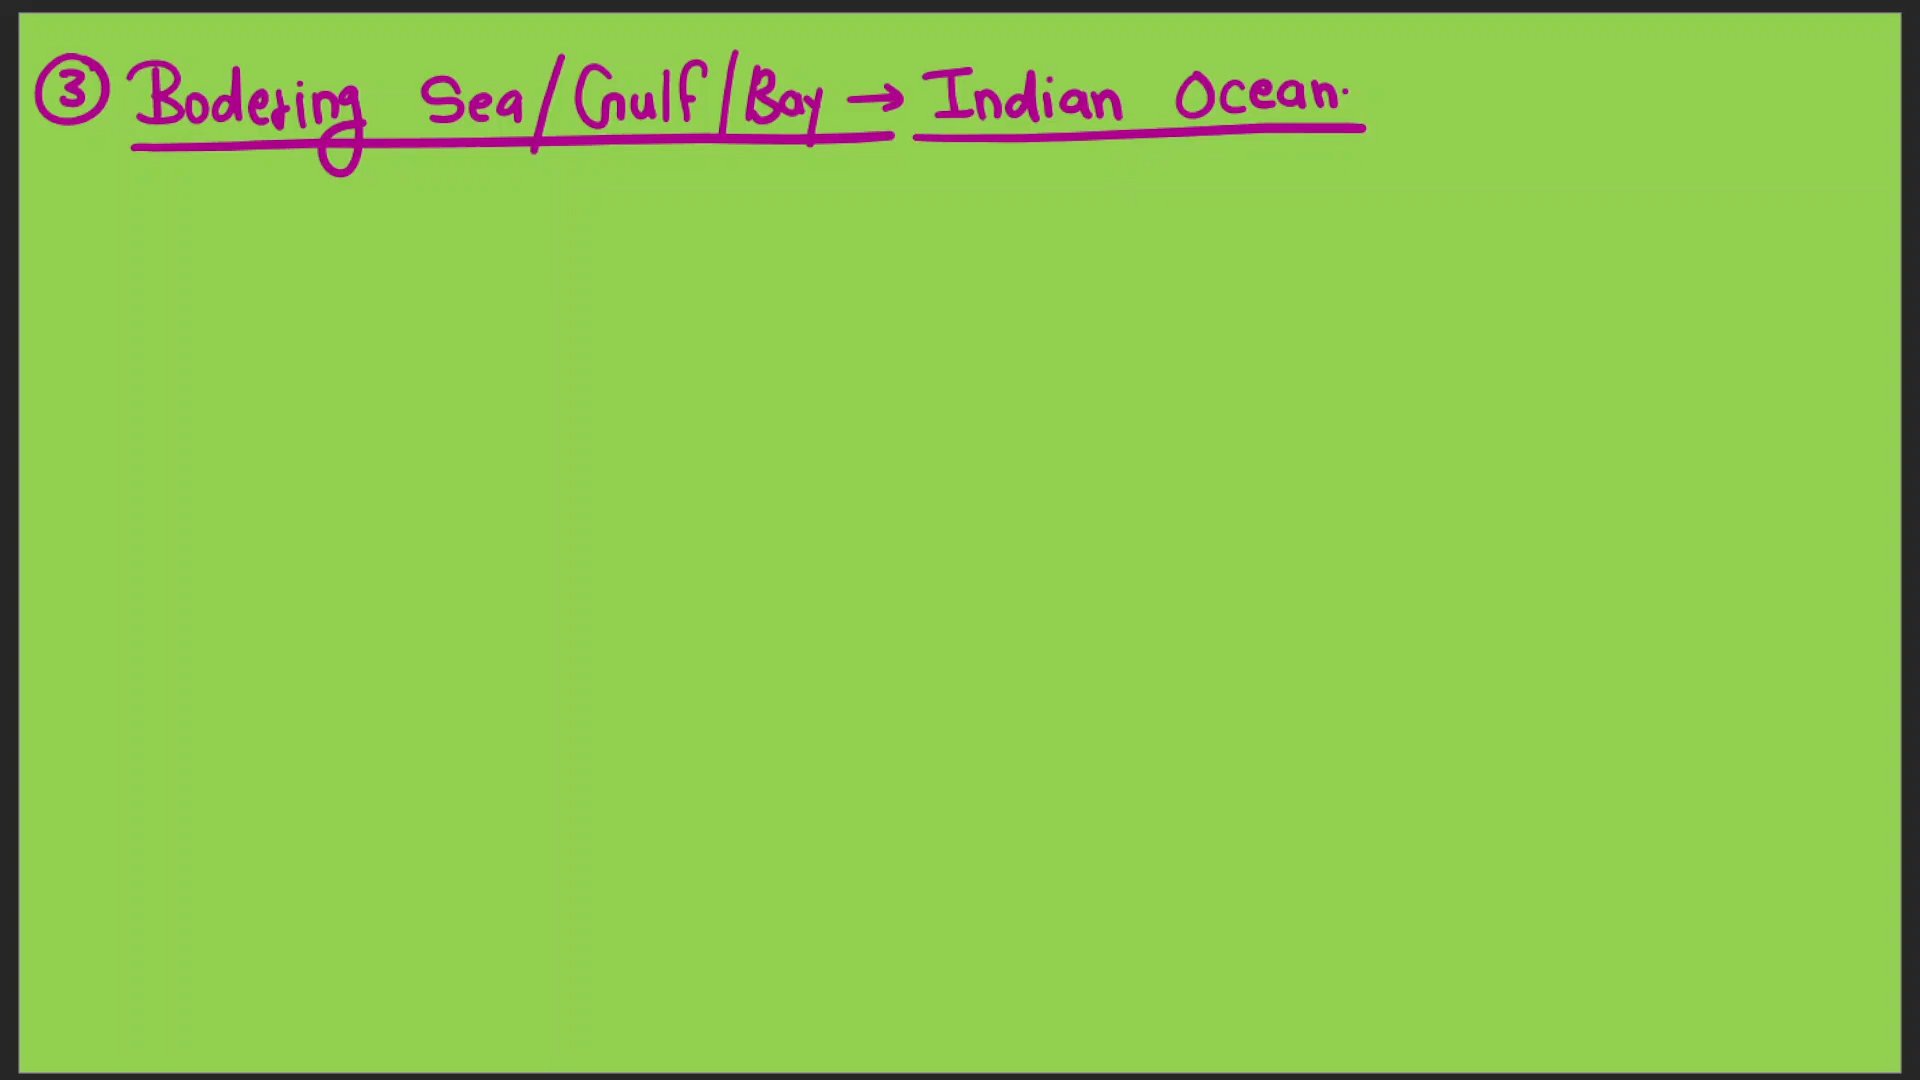 ③ Bodering Sea/Gulf/Bay → Indian Ocean.